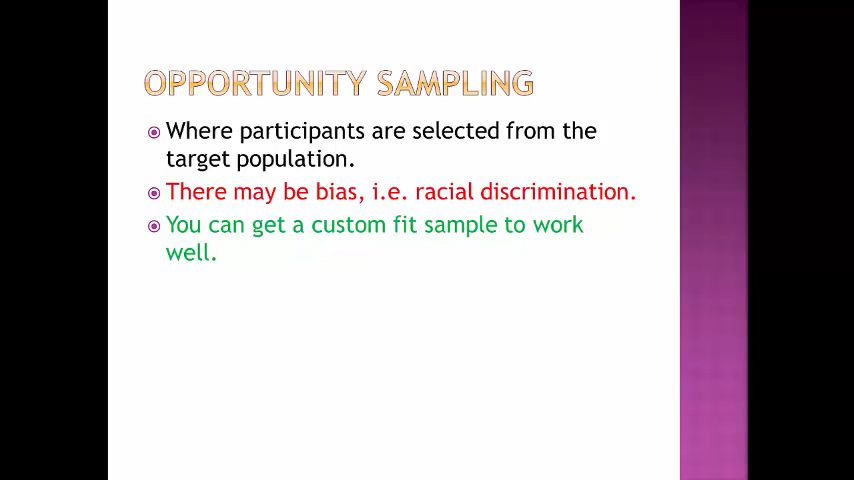 OPPORTUNITY SAMPLING
Where participants are selected from the
target population.
There may be bias, i.e. racial discrimination.
You can get a custom fit sample to work
well.